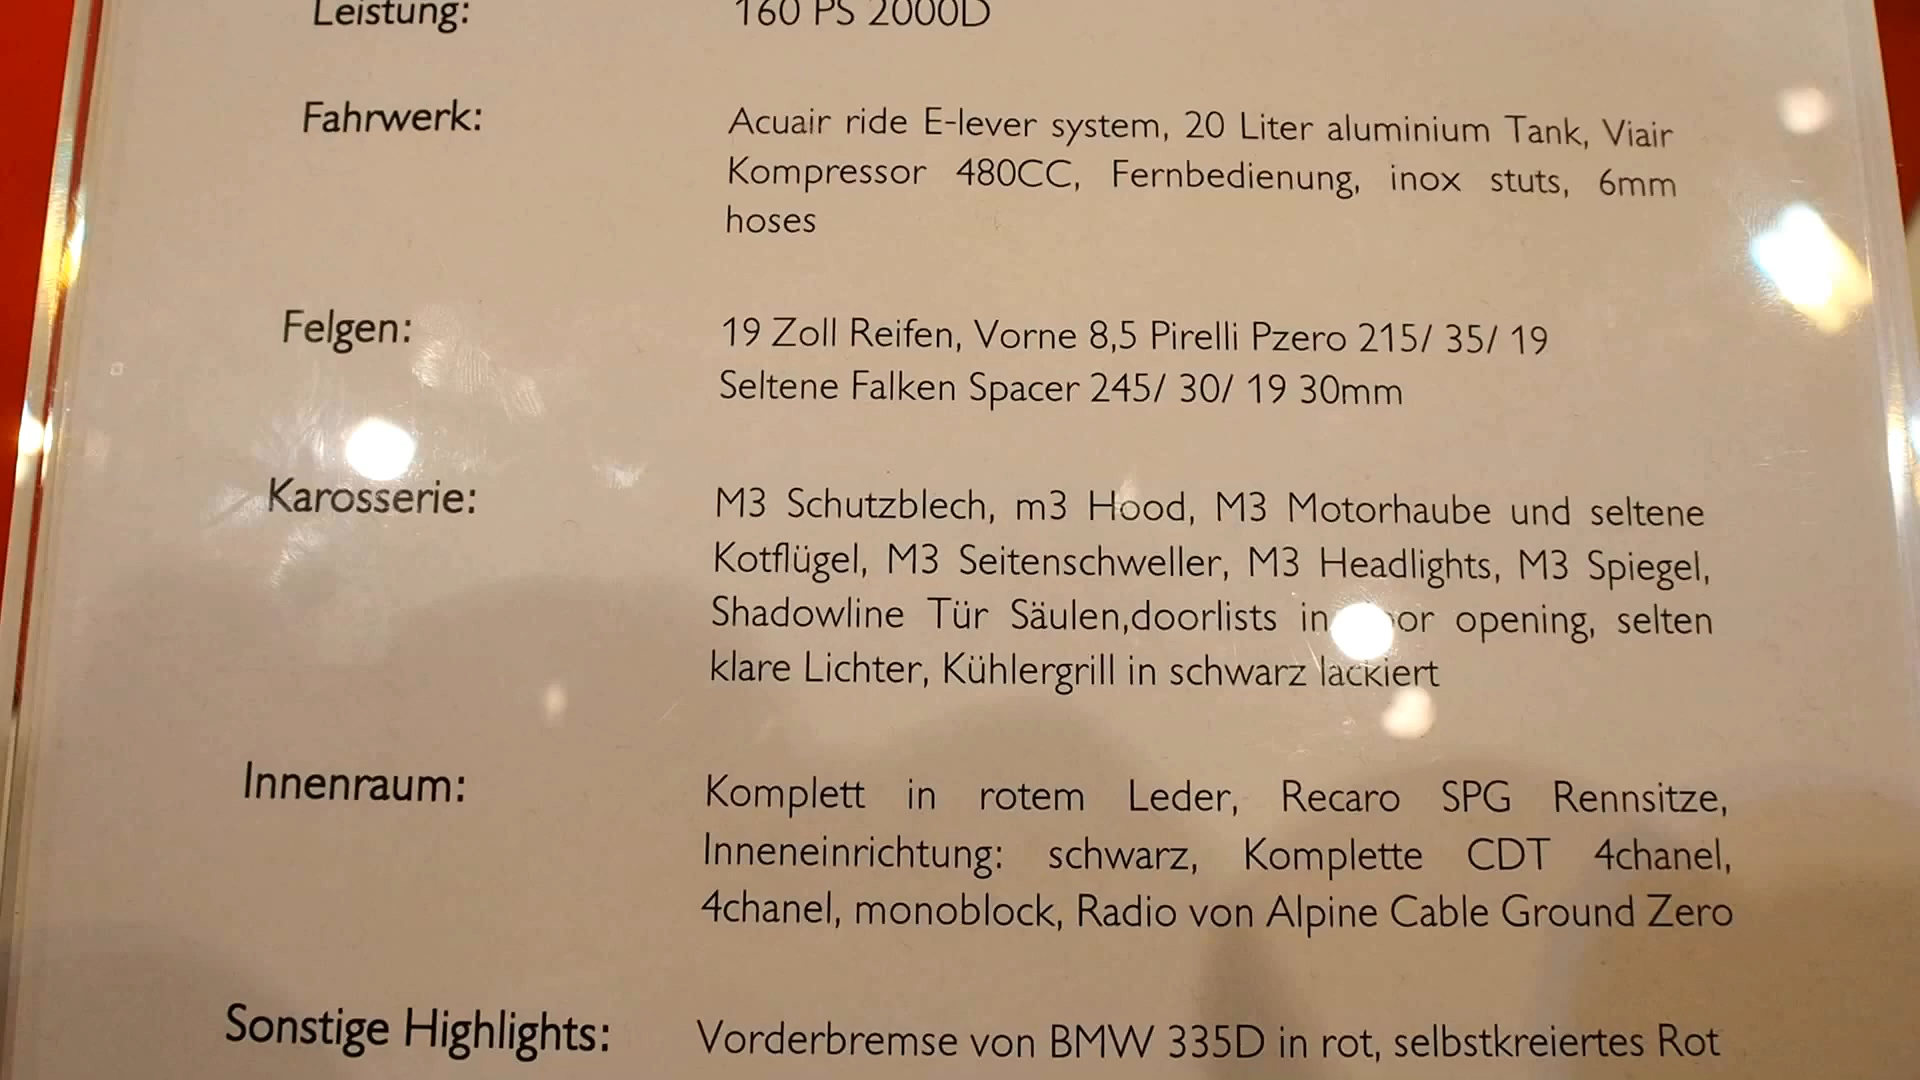 Leistung: 160 PS 2000D
Fahrwerk: Acuair ride E-lever system, 20 Liter aluminium Tank, Viair
Kompressor 480CC, Fernbedienung, inox stuts, 6mm
hoses
Felgen: 19 Zoll Reifen, Vorne 8,5 Pirelli Pzero 215/ 35/ 19
Seltene Falken Spacer 245/ 30/ 19 30mm
Karosserie: M3 Schutzblech, m3 Hood, M3 Motorhaube und seltene
Kotflügel, M3 Seitenschweller, M3 Headlights, M3 Spiegel,
Shadowline Tür Säulen,doorlists in opening, selten
klare Lichter, Kühlergrill in schwarz lackiert
Innenraum: Komplett in rotem Leder, Recaro SPG Rennsitze,
Inneneinrichtung: schwarz, Komplette CDT 4chanel,
4chanel, monoblock, Radio von Alpine Cable Ground Zero
Sonstige Highlights: Vorderbremse von BMW 335D in rot, selbstkreiertes Rot